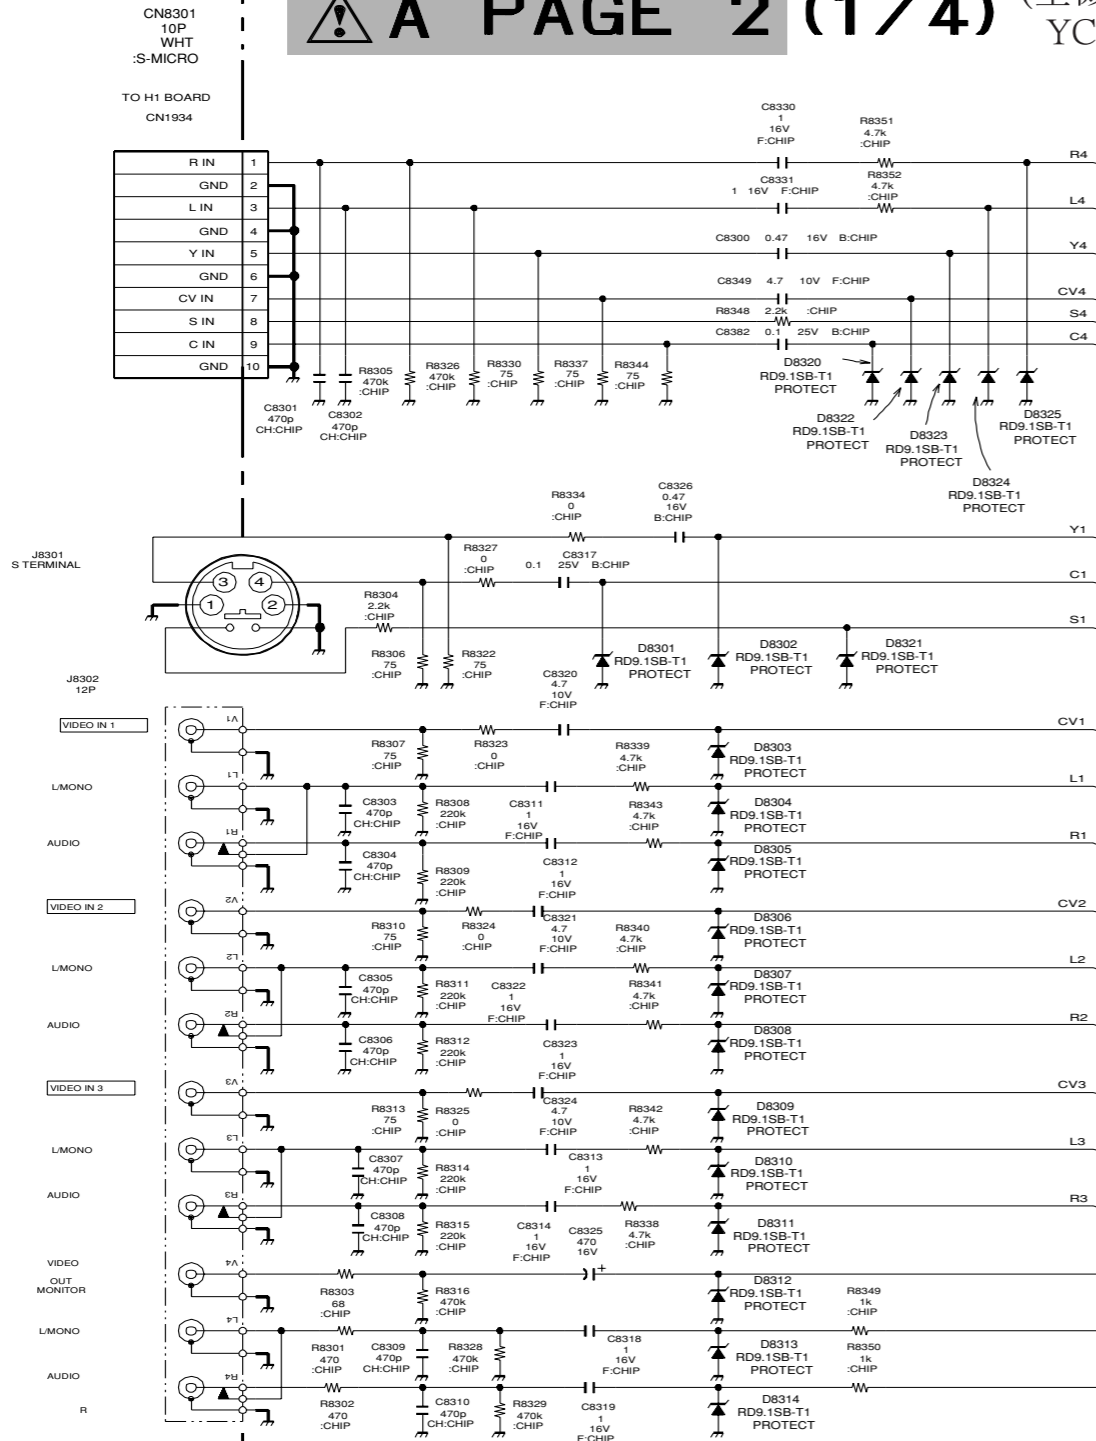 CN8301
10P
WHT
:S-MICRO
A PAGE 2 (1/4)
YC
TO H1 BOARD
CN1934
R IN 1
GND 2
L IN 3
GND 4
Y IN 5
GND 6
CV IN 7
S IN 8
C IN 9
GND 10
C8330
1
16V
F:CHIP
R8351
4.7k
:CHIP
R4
C8331
1 16V F:CHIP
R8352
4.7k
:CHIP
L4
C8300 0.47 16V B:CHIP
Y4
C8349 4.7 10V F:CHIP
CV4
R8348 2.2k :CHIP
S4
C8382 0.1 25V B:CHIP
C4
C8301
470p
CH:CHIP
C8302
470p
CH:CHIP
R8305
470k
:CHIP
R8326
470k
:CHIP
R8330
75
:CHIP
R8337
75
:CHIP
R8344
75
:CHIP
D8320
RD9.1SB-T1
PROTECT
D8322
RD9.1SB-T1
PROTECT
D8323
RD9.1SB-T1
PROTECT
D8324
RD9.1SB-T1
PROTECT
D8325
RD9.1SB-T1
PROTECT
J8301
S TERMINAL
3 4
1 2
R8334
0
:CHIP
C8326
0.47
16V
B:CHIP
Y1
R8327
0
:CHIP
C8317
0.1 25V B:CHIP
C1
R8304
2.2k
:CHIP
S1
R8306
75
:CHIP
R8322
75
:CHIP
D8301
RD9.1SB-T1
PROTECT
D8302
RD9.1SB-T1
PROTECT
D8321
RD9.1SB-T1
PROTECT
J8302
12P
C8320
4.7
10V
F:CHIP
VIDEO IN 1
V1
CV1
R8307
75
:CHIP
R8323
0
:CHIP
R8339
4.7k
:CHIP
D8303
RD9.1SB-T1
PROTECT
L/MONO
L1
L1
C8303
470p
CH:CHIP
R8308
220k
:CHIP
C8311
1
16V
F:CHIP
R8343
4.7k
:CHIP
D8304
RD9.1SB-T1
PROTECT
AUDIO
R1
R1
C8304
470p
CH:CHIP
R8309
220k
:CHIP
C8312
1
16V
F:CHIP
D8305
RD9.1SB-T1
PROTECT
VIDEO IN 2
V2
CV2
R8310
75
:CHIP
R8324
0
:CHIP
C8321
4.7
10V
F:CHIP
R8340
4.7k
:CHIP
D8306
RD9.1SB-T1
PROTECT
L/MONO
L2
L2
C8305
470p
CH:CHIP
R8311
220k
:CHIP
C8322
1
16V
F:CHIP
R8341
4.7k
:CHIP
D8307
RD9.1SB-T1
PROTECT
AUDIO
R2
R2
C8306
470p
CH:CHIP
R8312
220k
:CHIP
C8323
1
16V
F:CHIP
D8308
RD9.1SB-T1
PROTECT
VIDEO IN 3
V3
CV3
R8313
75
:CHIP
R8325
0
:CHIP
C8324
4.7
10V
F:CHIP
R8342
4.7k
:CHIP
D8309
RD9.1SB-T1
PROTECT
L/MONO
L3
L3
C8307
470p
CH:CHIP
R8314
220k
:CHIP
C8313
1
16V
F:CHIP
D8310
RD9.1SB-T1
PROTECT
AUDIO
R3
R3
C8308
470p
CH:CHIP
R8315
220k
:CHIP
C8314
1
16V
F:CHIP
C8325
470
16V
R8338
4.7k
:CHIP
D8311
RD9.1SB-T1
PROTECT
VIDEO
OUT
MONITOR
V4
+
R8303
68
:CHIP
R8316
470k
:CHIP
D8312
RD9.1SB-T1
PROTECT
R8349
1k
:CHIP
L/MONO
L4
R8301
470
:CHIP
C8309
470p
CH:CHIP
R8328
470k
:CHIP
C8318
1
16V
F:CHIP
D8313
RD9.1SB-T1
PROTECT
R8350
1k
:CHIP
AUDIO
R
R4
R8302
470
:CHIP
C8310
470p
CH:CHIP
R8329
470k
:CHIP
C8319
1
16V
F:CHIP
D8314
RD9.1SB-T1
PROTECT